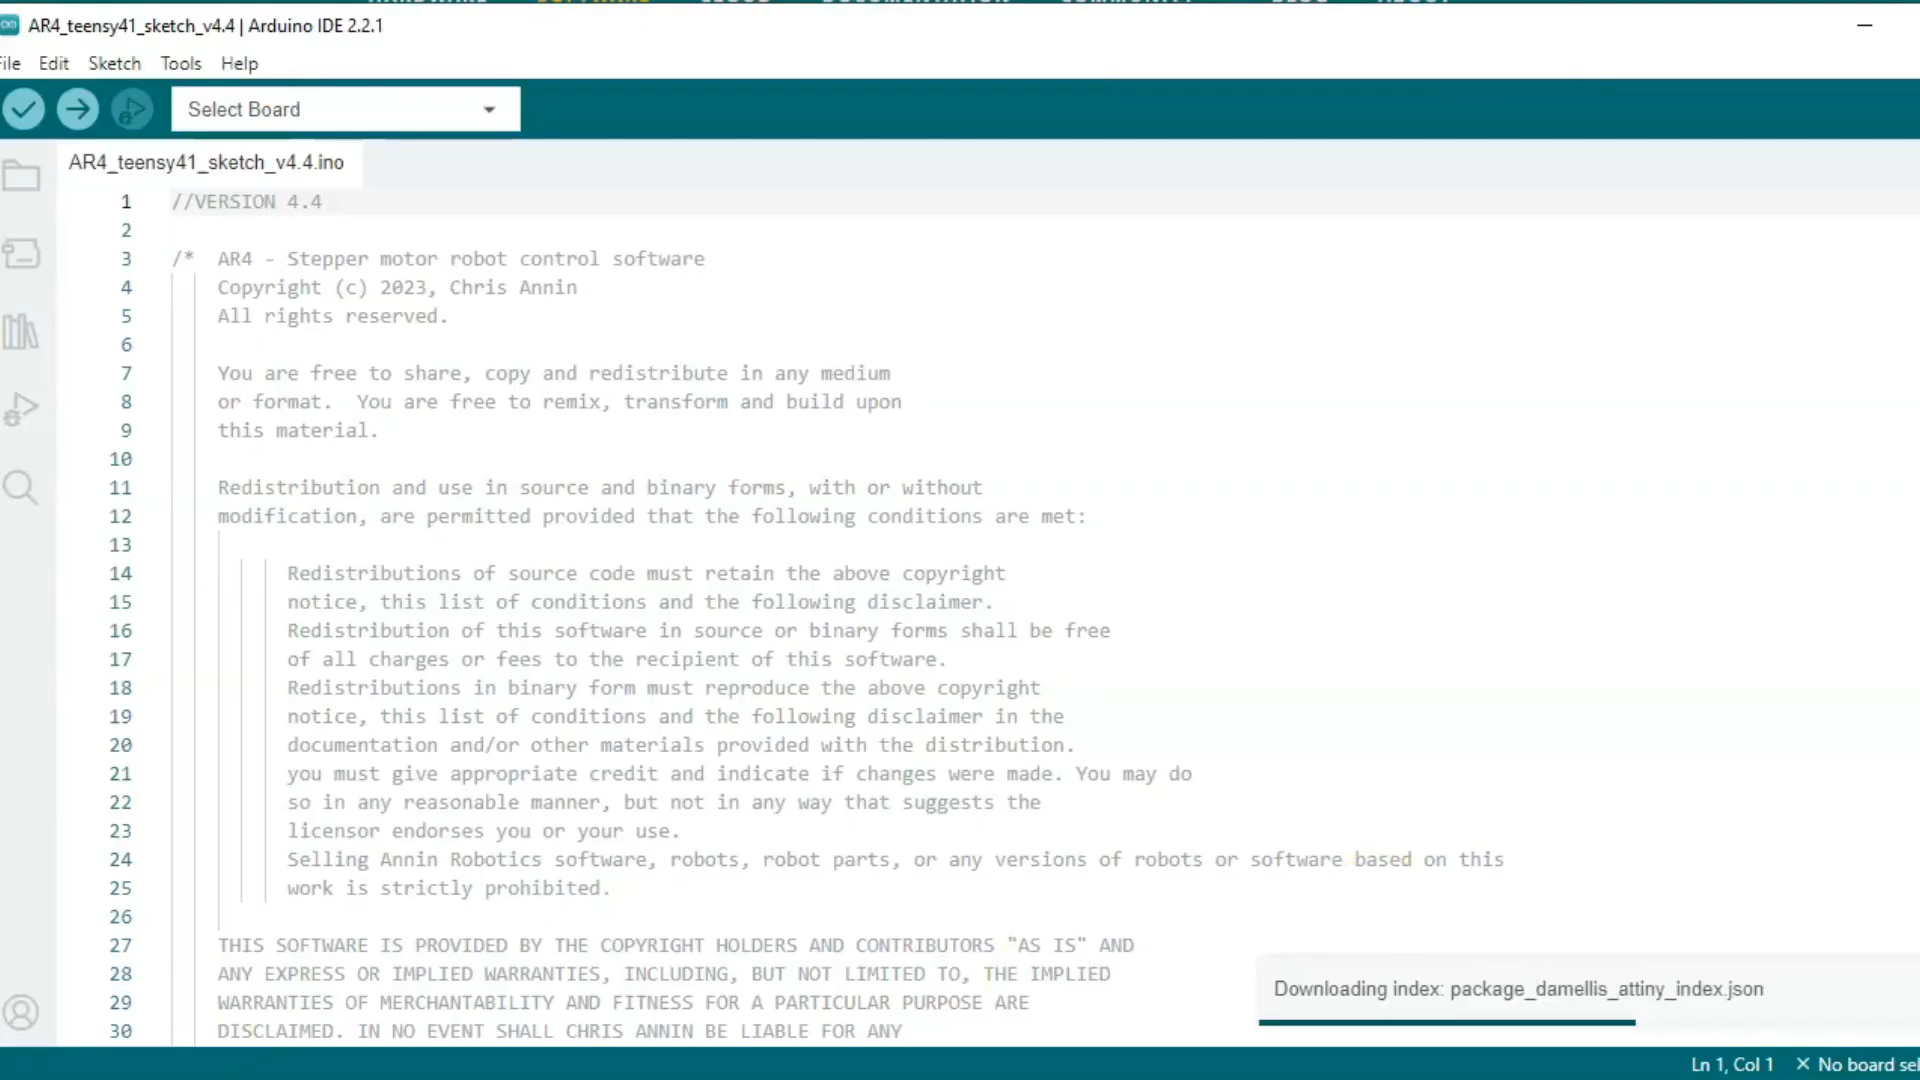 AR4_teensy41_sketch_v4.4 | Arduino IDE 2.2.1
File Edit Sketch Tools Help
Select Board
AR4_teensy41_sketch_v4.4.ino
1 //VERSION 4.4
2
3 /* AR4 - Stepper motor robot control software
4 Copyright (c) 2023, Chris Annin
5 All rights reserved.
6
7 You are free to share, copy and redistribute in any medium
8 or format. You are free to remix, transform and build upon
9 this material.
10
11 Redistribution and use in source and binary forms, with or without
12 modification, are permitted provided that the following conditions are met:
13
14 Redistributions of source code must retain the above copyright
15 notice, this list of conditions and the following disclaimer.
16 Redistribution of this software in source or binary forms shall be free
17 of all charges or fees to the recipient of this software.
18 Redistributions in binary form must reproduce the above copyright
19 notice, this list of conditions and the following disclaimer in the
20 documentation and/or other materials provided with the distribution.
21 you must give appropriate credit and indicate if changes were made. You may do
22 so in any reasonable manner, but not in any way that suggests the
23 licensor endorses you or your use.
24 Selling Annin Robotics software, robots, robot parts, or any versions of robots or software based on this
25 work is strictly prohibited.
26
27 THIS SOFTWARE IS PROVIDED BY THE COPYRIGHT HOLDERS AND CONTRIBUTORS "AS IS" AND
28 ANY EXPRESS OR IMPLIED WARRANTIES, INCLUDING, BUT NOT LIMITED TO, THE IMPLIED
29 WARRANTIES OF MERCHANTABILITY AND FITNESS FOR A PARTICULAR PURPOSE ARE
30 DISCLAIMED. IN NO EVENT SHALL CHRIS ANNIN BE LIABLE FOR ANY
Downloading index: package_damellis_attiny_index.json
Ln 1, Col 1 No board sel